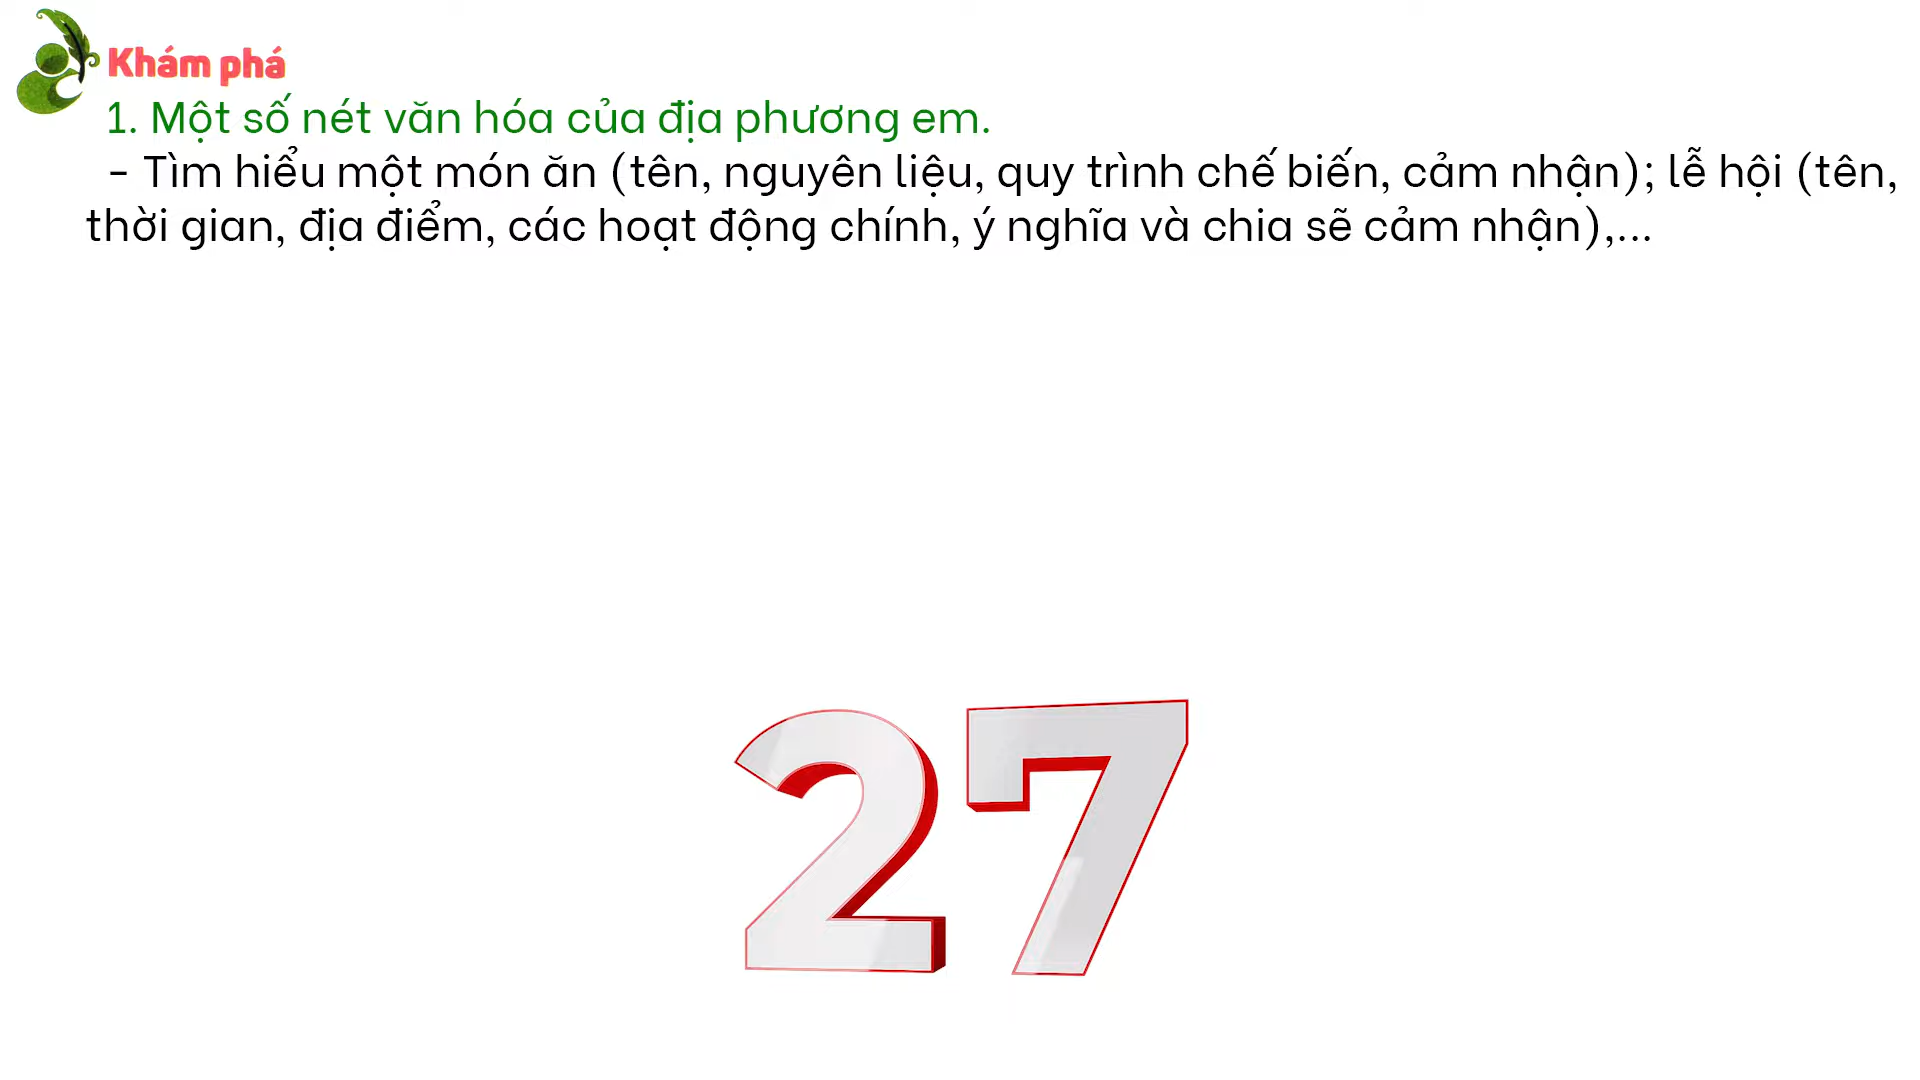 Khám phá
1. Một số nét văn hóa của địa phương em.
- Tìm hiểu một món ăn (tên, nguyên liệu, quy trình chế biến, cảm nhận); lễ hội (tên,
thời gian, địa điểm, các hoạt động chính, ý nghĩa và chia sẽ cảm nhận),...
27